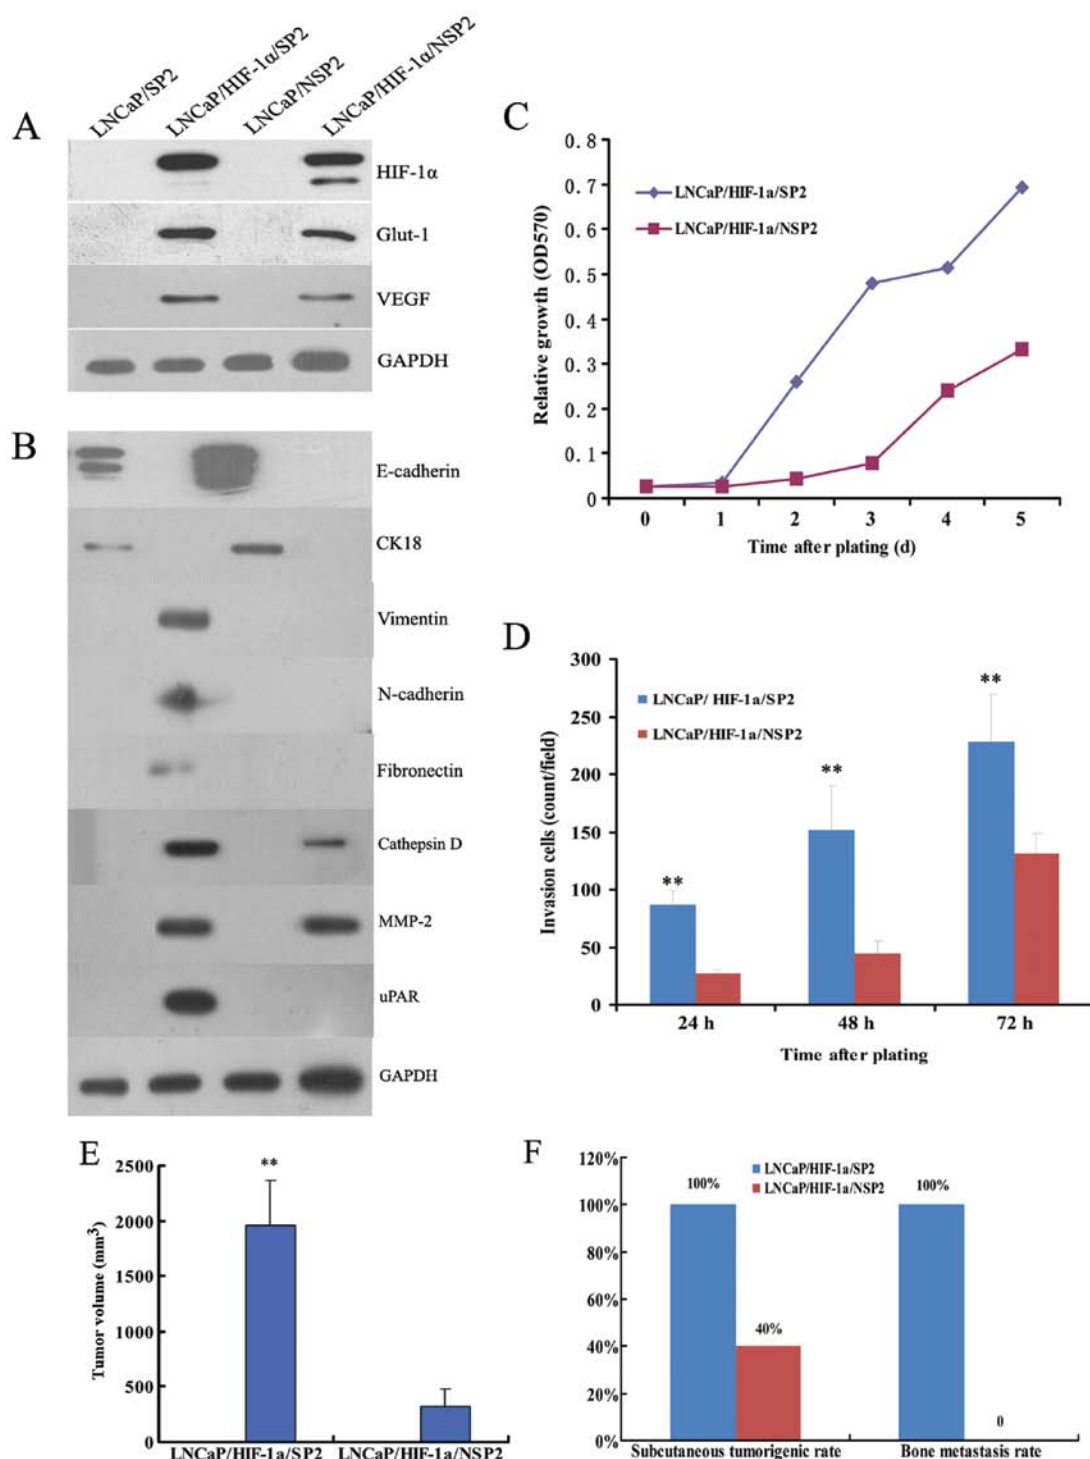 A
LNCaP/SP2
LNCaP/HIF-1α/SP2
LNCaP/NSP2
LNCaP/HIF-1α/NSP2
HIF-1α
Glut-1
VEGF
GAPDH
B
E-cadherin
CK18
Vimentin
N-cadherin
Fibronectin
Cathepsin D
MMP-2
uPAR
GAPDH
C
0.8
0.7
0.6
0.5
0.4
0.3
0.2
0.1
0
Relative growth (OD570)
LNCaP/HIF-1a/SP2
LNCaP/HIF-1a/NSP2
0 1 2 3 4 5
Time after plating (d)
D
300
250
200
150
100
50
0
Invasion cells (count/field)
LNCaP/ HIF-1a/SP2
LNCaP/HIF-1a/NSP2
**
**
**
24 h 48 h 72 h
Time after plating
E
2500
2000
1500
1000
500
0
Tumor volume (mm³)
**
LNCaP/HIF-1a/SP2 LNCaP/HIF-1a/NSP2
F
120%
100%
80%
60%
40%
20%
0%
LNCaP/HIF-1a/SP2
LNCaP/HIF-1a/NSP2
100%
40%
100%
0
Subcutaneous tumorigenic rate Bone metastasis rate